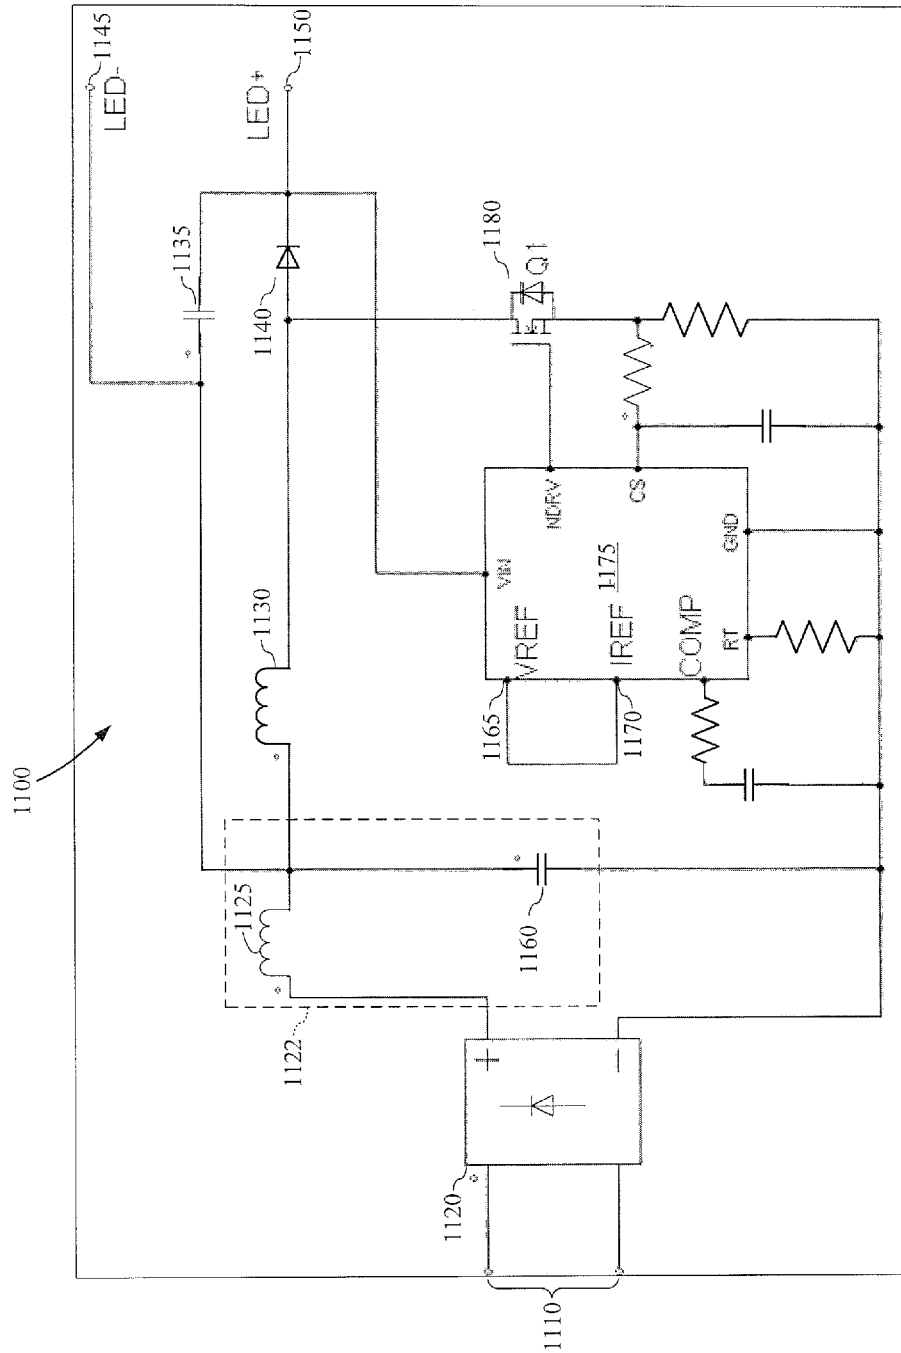 1100
1145
LED-
1150
LED+
1135
1140
1180
Q1
1130
1125
1122
1160
1165
VREF
VIN
NDRV
1175
IREF
1170
CS
COMP
RT
GND
1120
+
-
1110